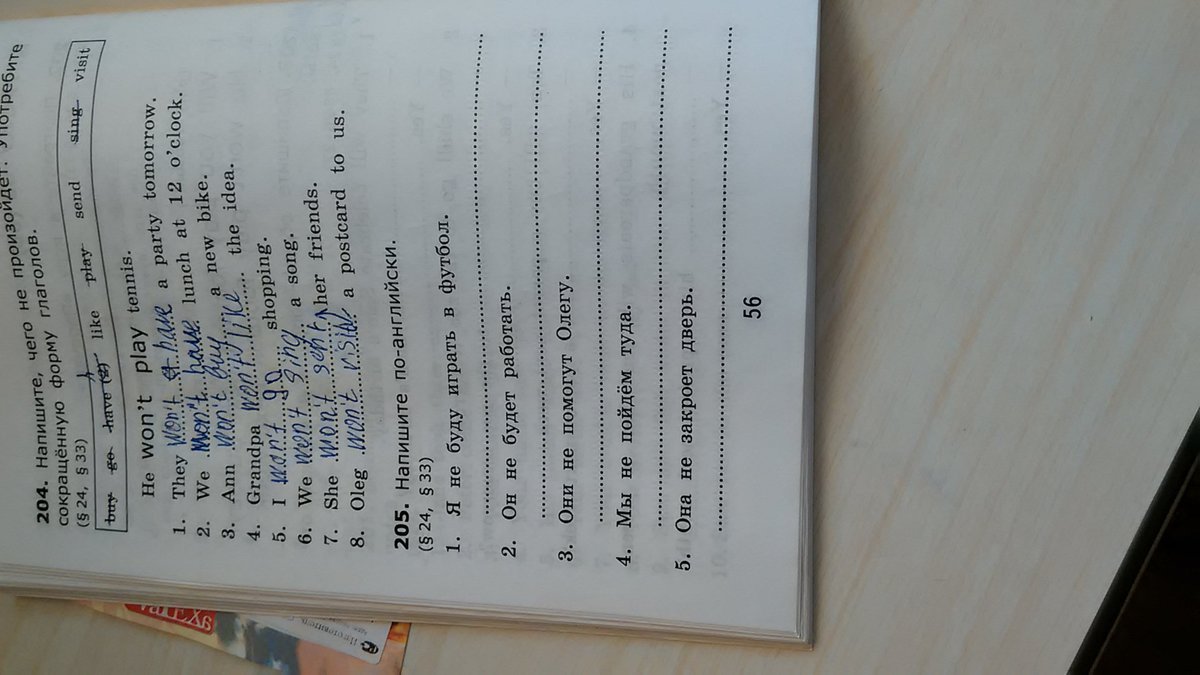 204. Напишите, чего не произойдёт. Употребите
сокращённую форму глаголов.
(§ 24, § 33)
buy go have (2) like play send sing visit
He won't play tennis.
1. They won't have a party tomorrow.
2. We won't have lunch at 12 o'clock.
3. Ann won't buy a new bike.
4. Grandpa won't like the idea.
5. I won't go shopping.
6. We won't sing a song.
7. She won't her friends.
8. Oleg won't a postcard to us.
205. Напишите по-английски.
(§ 24, § 33)
1. Я не буду играть в футбол.
2. Он не будет работать.
3. Они не помогут Олегу.
4. Мы не пойдём туда.
5. Она не закроет дверь.
56
Изготовитель